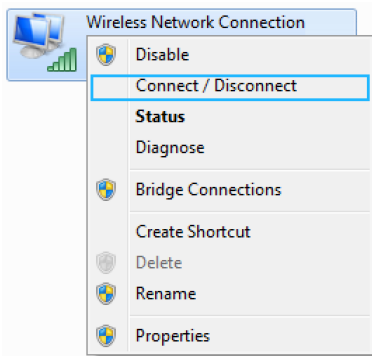 Wireless Network Connection
Disable
Connect / Disconnect
Status
Diagnose
Bridge Connections
Create Shortcut
Delete
Rename
Properties